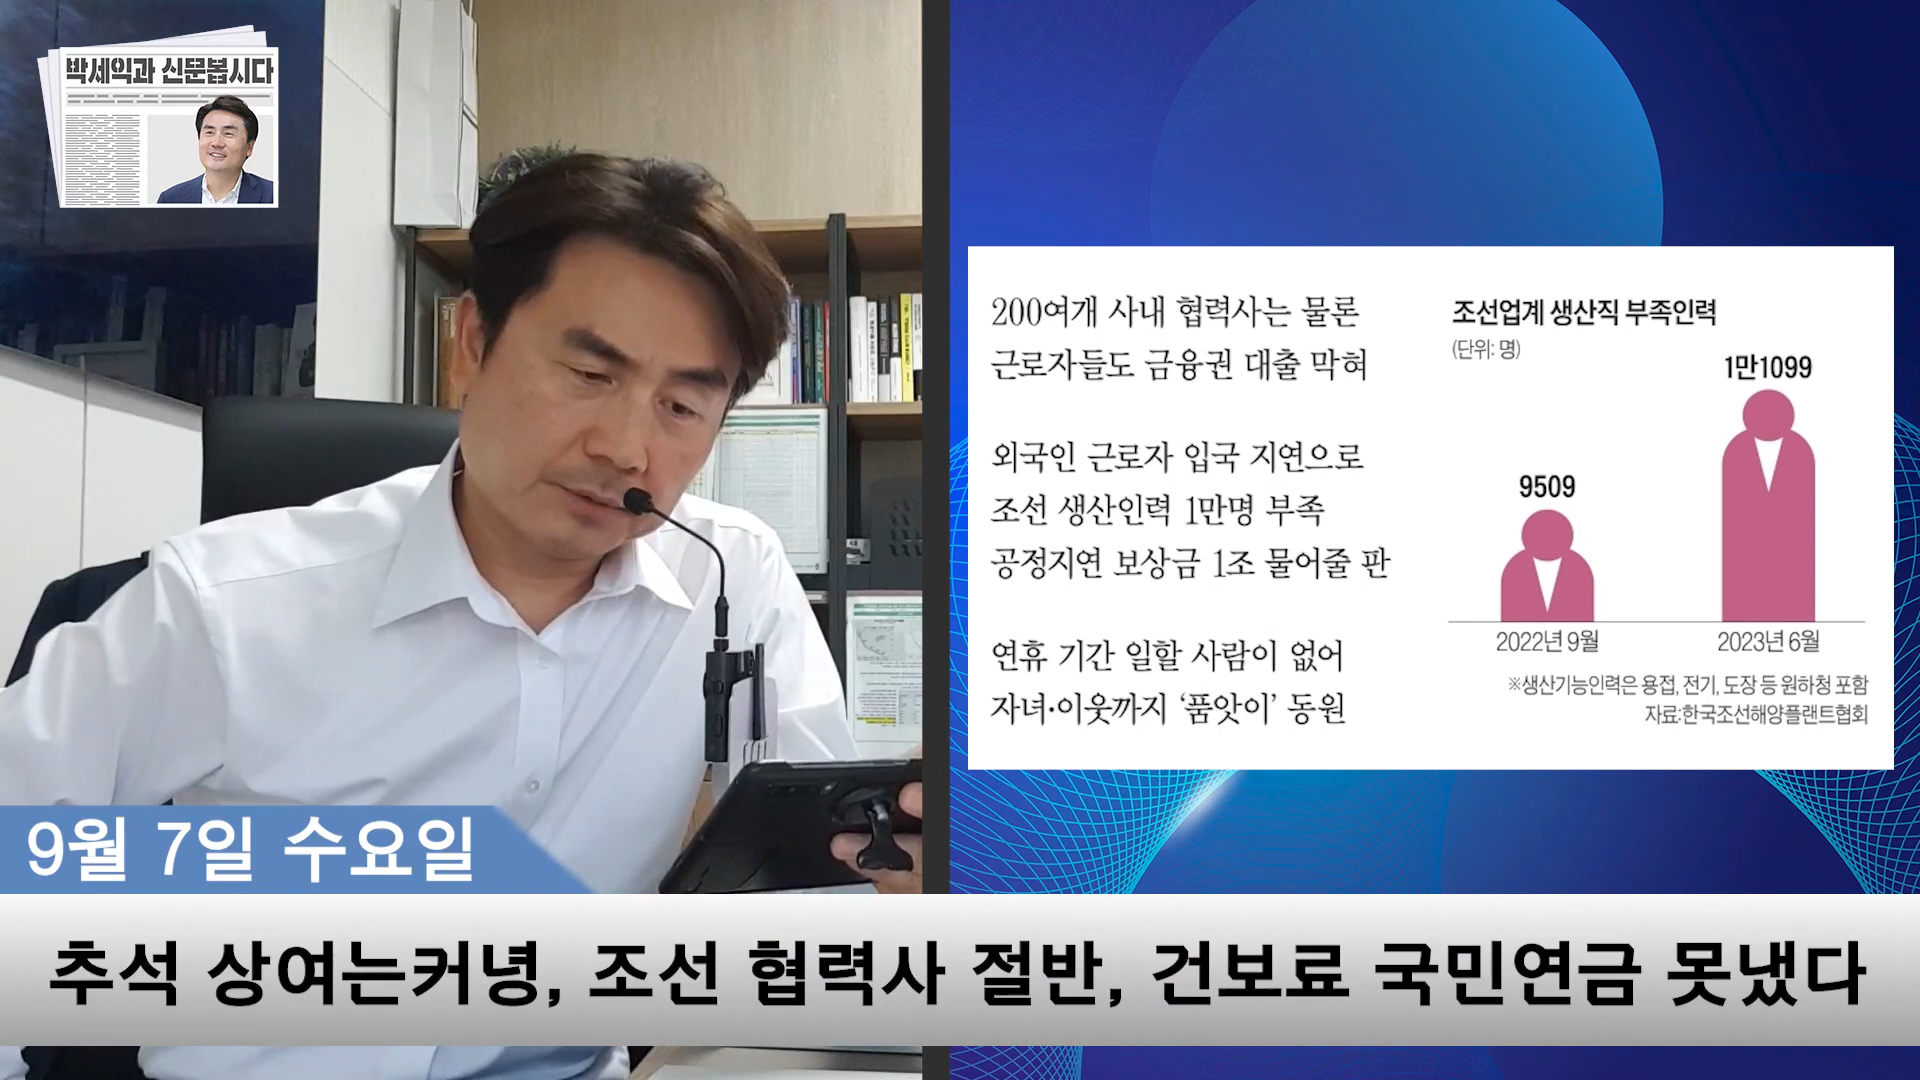 박세익과 신문봅시다
200여개 사내 협력사는 물론
근로자들도 금융권 대출 막혀
외국인 근로자 입국 지연으로
조선 생산인력 1만명 부족
공정지연 보상금 1조 물어줄 판
연휴 기간 일할 사람이 없어
자녀·이웃까지 ‘품앗이’ 동원
조선업계 생산직 부족인력
(단위: 명)
1만1099
9509
2022년 9월 2023년 6월
※생산기능인력은 용접, 전기, 도장 등 원하청 포함
자료:한국조선해양플랜트협회
9월 7일 수요일
추석 상여는커녕, 조선 협력사 절반, 건보료 국민연금 못냈다